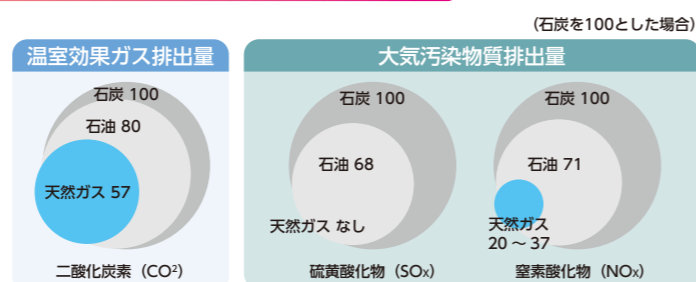 (石炭を100とした場合)
温室効果ガス排出量
石炭 100
石油 80
天然ガス 57
二酸化炭素（CO²)
大気汚染物質排出量
石炭 100
石油 68
天然ガス なし
硫黄酸化物（SOx)
石炭 100
石油 71
天然ガス
20 ～ 37
窒素酸化物（NOx)